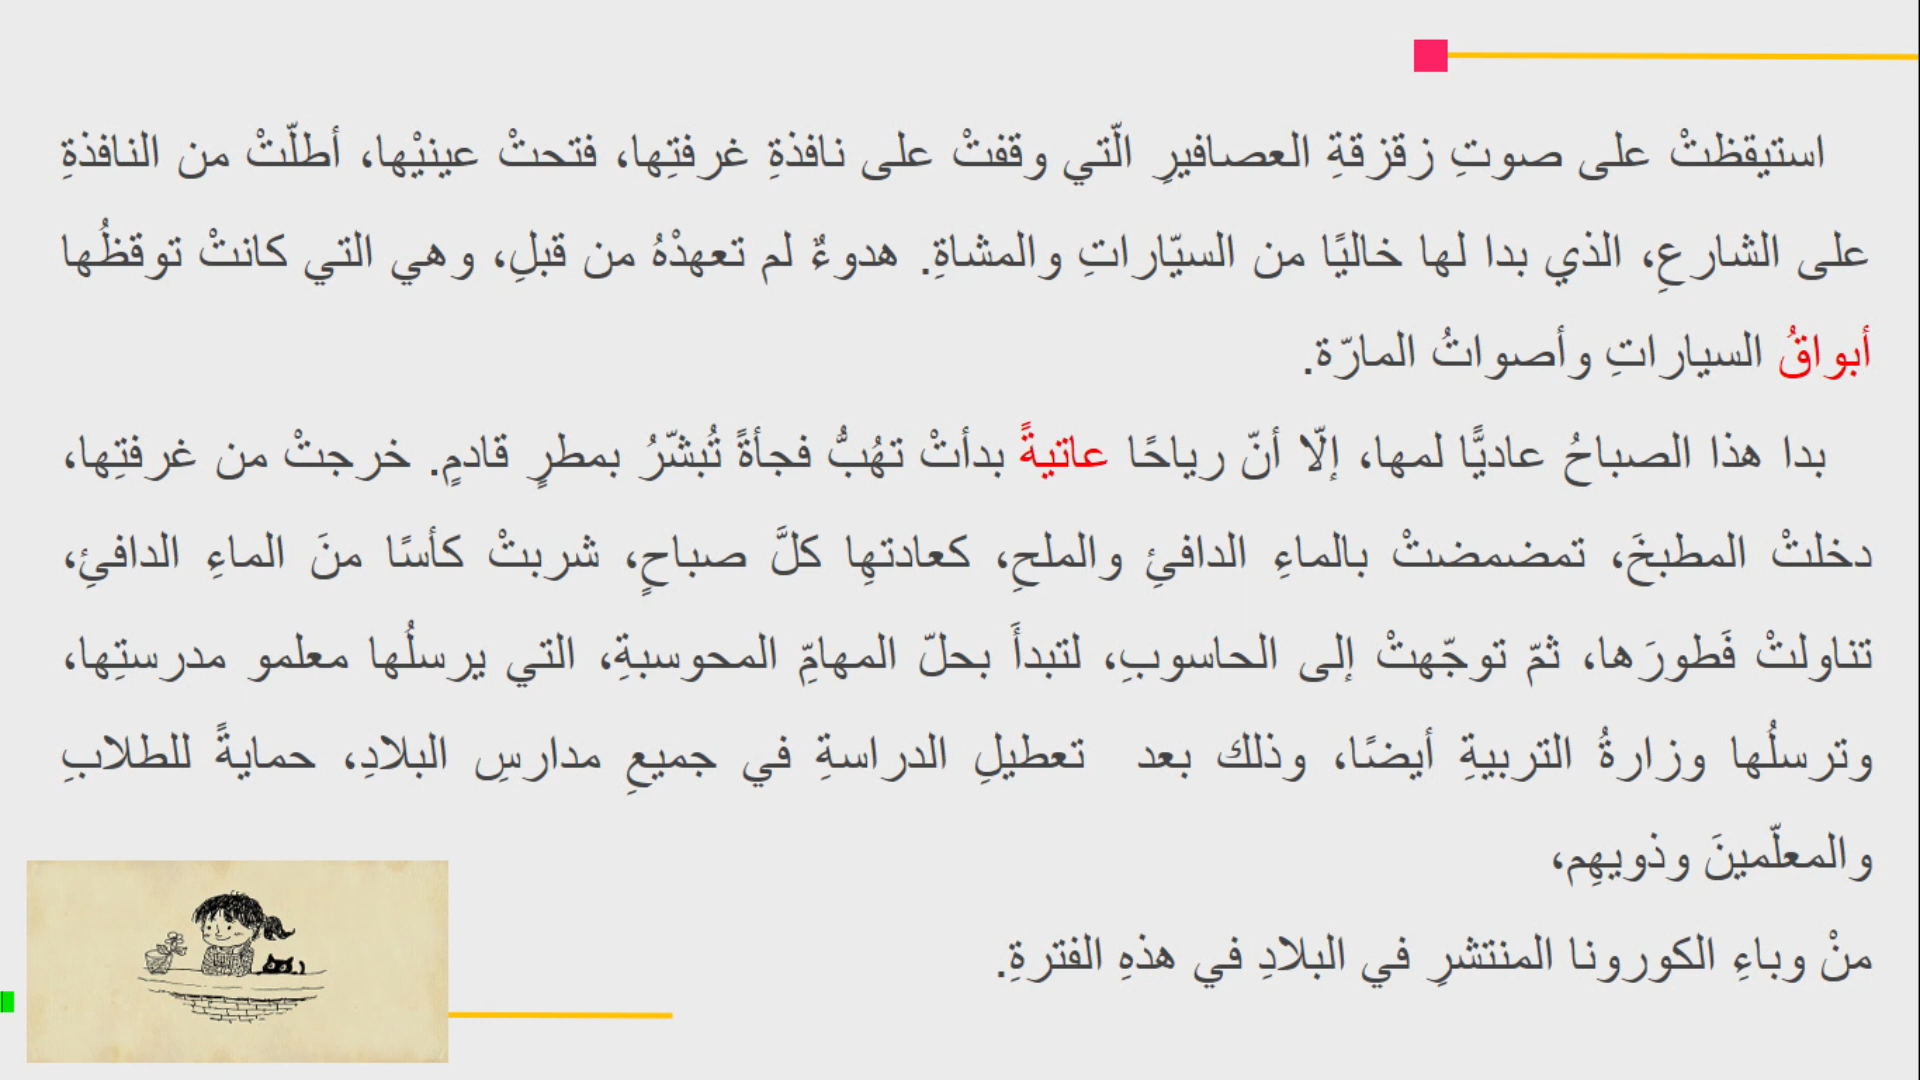 استيقظتْ على صوتِ زقزقةِ العصافيرِ الّتي وقفتْ على نافذةِ غرفتِها، فتحتْ عينيْها، أطلّتْ من النافذةِ
على الشارعِ، الذي بدا لها خاليًا من السيّاراتِ والمشاةِ. هدوءٌ لم تعهدْهُ من قبلِ، وهي التي كانتْ توقظُها
أبواقُ السياراتِ وأصواتُ المارّة.
بدا هذا الصباحُ عاديًّا لمها، إلّا أنّ رياحًا عاتيةً بدأتْ تهُبُّ فجأةً تُبشّرُ بمطرٍ قادمٍ. خرجتْ من غرفتِها،
دخلتْ المطبخَ، تمضمضتْ بالماءِ الدافئِ والملحِ، كعادتهِا كلَّ صباحٍ، شربتْ كأسًا منَ الماءِ الدافئِ،
تناولتْ فَطورَها، ثمّ توجّهتْ إلى الحاسوبِ، لتبدأَ بحلّ المهامِّ المحوسبةِ، التي يرسلُها معلمو مدرستِها،
وترسلُها وزارةُ التربيةِ أيضًا، وذلك بعد تعطيلِ الدراسةِ في جميعِ مدارسِ البلادِ، حمايةً للطلابِ
والمعلّمينَ وذويهِم،
منْ وباءِ الكورونا المنتشرِ في البلادِ في هذهِ الفترةِ.